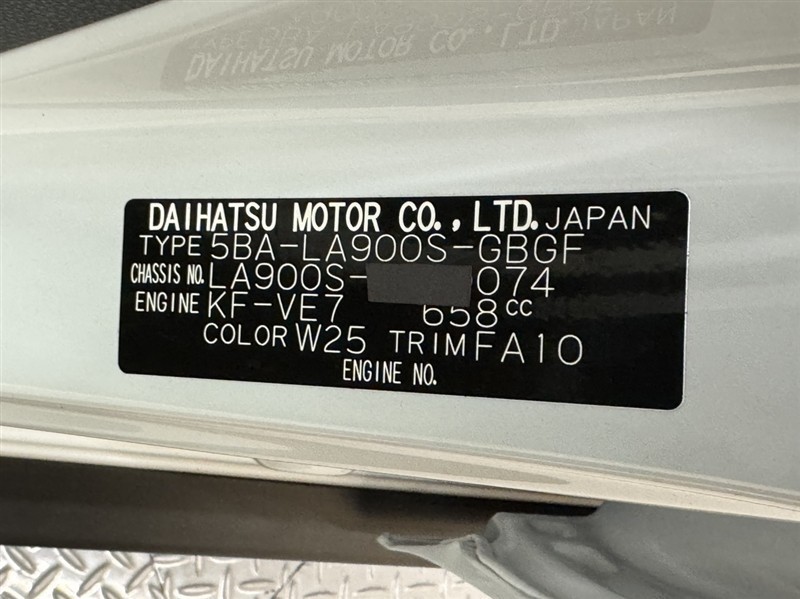 DAIHATSU MOTOR CO., LTD. JAPAN
TYPE 5BA-LA900S-GBGF
CHASSIS NO. LA900S- 074
ENGINE KF-VE7 658cc
COLOR W25 TRIM FA10
ENGINE NO.